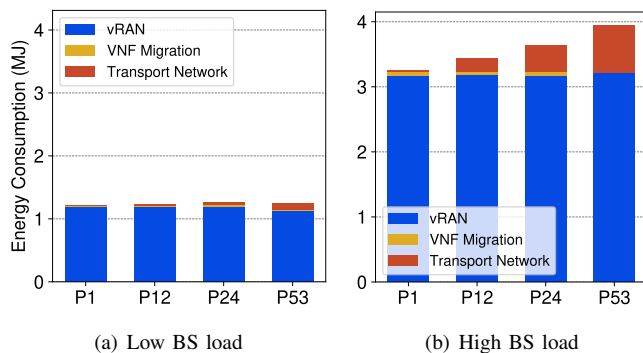 Energy Consumption (MJ)
4
3
2
1
0
vRAN
VNF Migration
Transport Network
P1 P12 P24 P53
(a) Low BS load
4
3
2
1
0
vRAN
VNF Migration
Transport Network
P1 P12 P24 P53
(b) High BS load